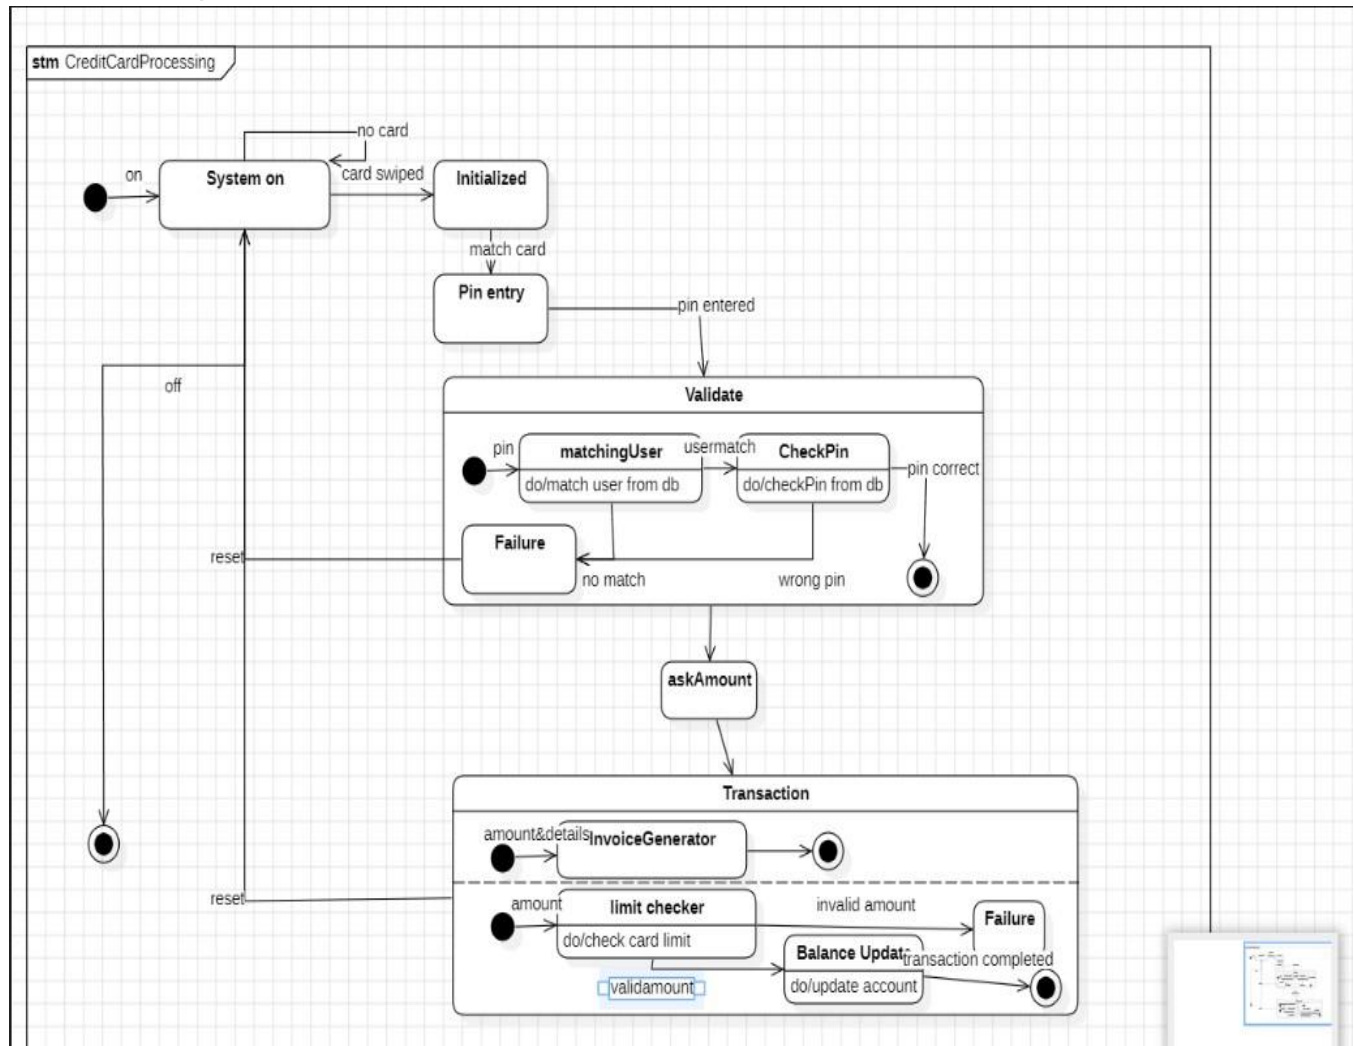 stm CreditCardProcessing
no card
on
System on
card swiped
Initialized
match card
Pin entry
pin entered
off
Validate
pin
matchingUser
usermatch
CheckPin
pin correct
do/match user from db
do/checkPin from db
Failure
reset
no match
wrong pin
askAmount
Transaction
amount&details
InvoiceGenerator
reset
amount
limit checker
invalid amount
Failure
do/check card limit
Balance Update
transaction completed
validamount
do/update account